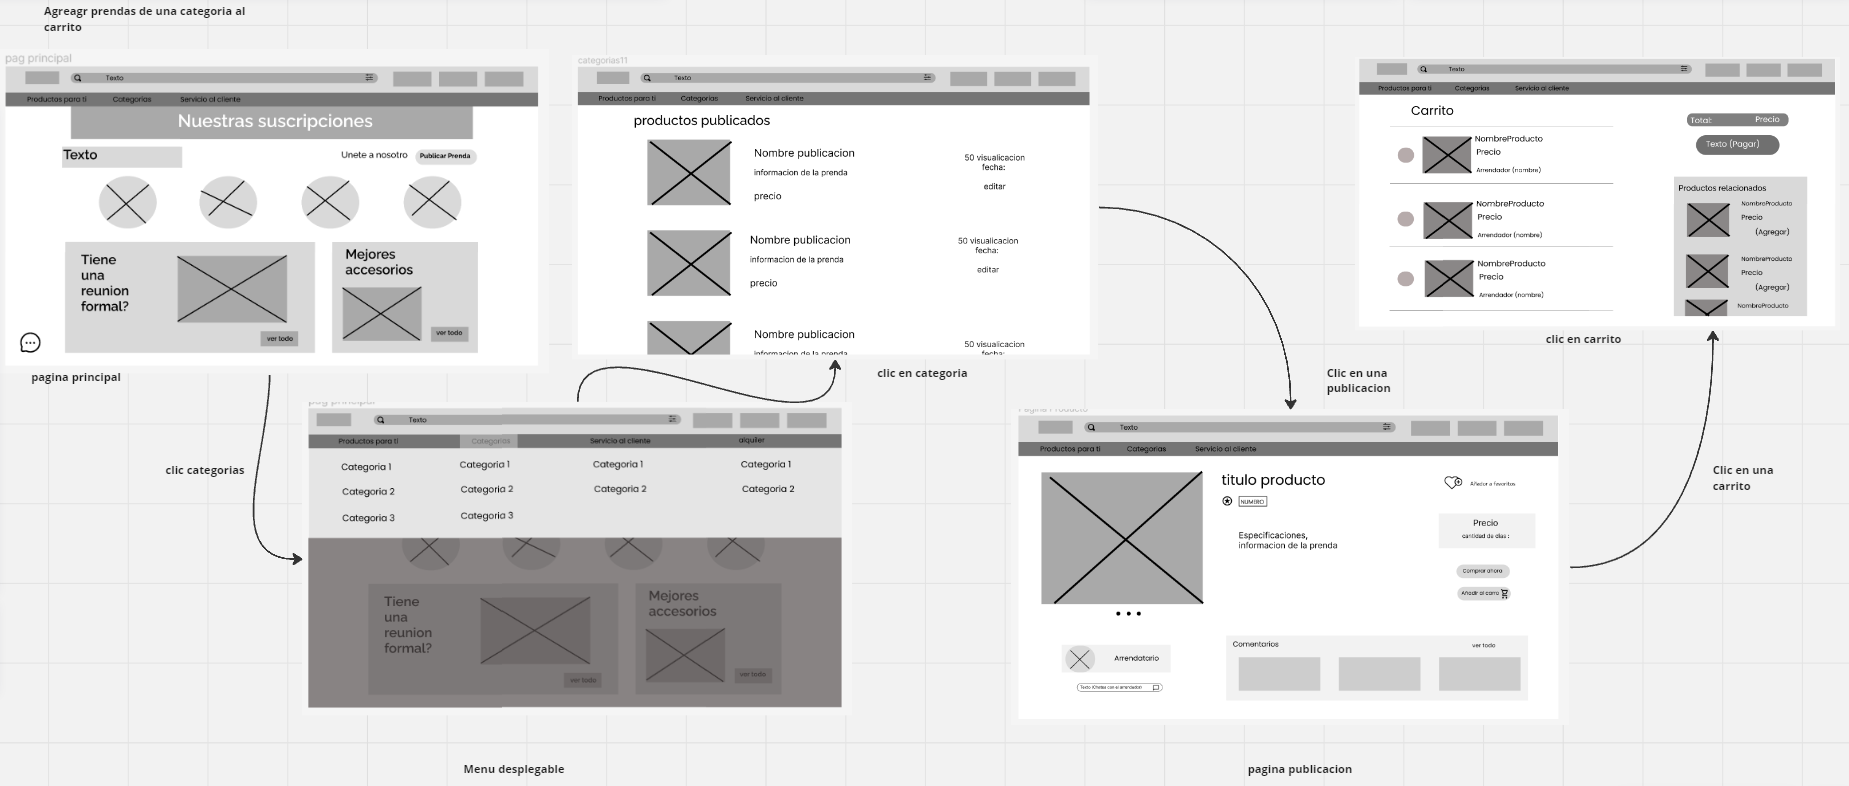 Agreagr prendas de una categoria al
carrito
pag principal
Texto
Productos para ti
Categorias
Servicio al cliente
Nuestras suscripciones
Texto
Unete a nosotro
Publicar Prenda
Tiene
una
reunion
formal?
ver todo
Mejores
accesorios
ver todo
pagina principal
clic categorias
categorias11
Texto
Productos para ti
Categorias
Servicio al cliente
productos publicados
Nombre publicacion
informacion de la prenda
precio
50 visualicacion
fecha:
editar
Nombre publicacion
informacion de la prenda
precio
50 visualicacion
fecha:
editar
Nombre publicacion
informacion de la prenda
50 visualicacion
fecha:
clic en categoria
pag principal
Texto
Productos para ti
Categorias
Servicio al cliente
alquiler
Categoria 1
Categoria 1
Categoria 1
Categoria 1
Categoria 2
Categoria 2
Categoria 2
Categoria 2
Categoria 3
Categoria 3
Tiene
una
reunion
formal?
ver todo
Mejores
accesorios
ver todo
Menu desplegable
Clic en una
publicacion
Pagina Producto
Texto
Productos para ti
Categorias
Servicio al cliente
titulo producto
NUMERO
Especificaciones,
informacion de la prenda
Añador a favoritos
Precio
cantidad de dias :
Comprar ahora
Añadir al carro
Arrendatario
Texto (Chatea con el arrendador)
Comentarios
ver todo
pagina publicacion
Clic en una
carrito
Texto
Productos para ti
Categorias
Servicio al cliente
Carrito
NombreProducto
Precio
Arrendador (nombre)
NombreProducto
Precio
Arrendador (nombre)
NombreProducto
Precio
Arrendador (nombre)
Total:
Precio
Texto (Pagar)
Productos relacionados
NombreProducto
Precio
(Agregar)
NombreProducto
Precio
(Agregar)
NombreProducto
clic en carrito